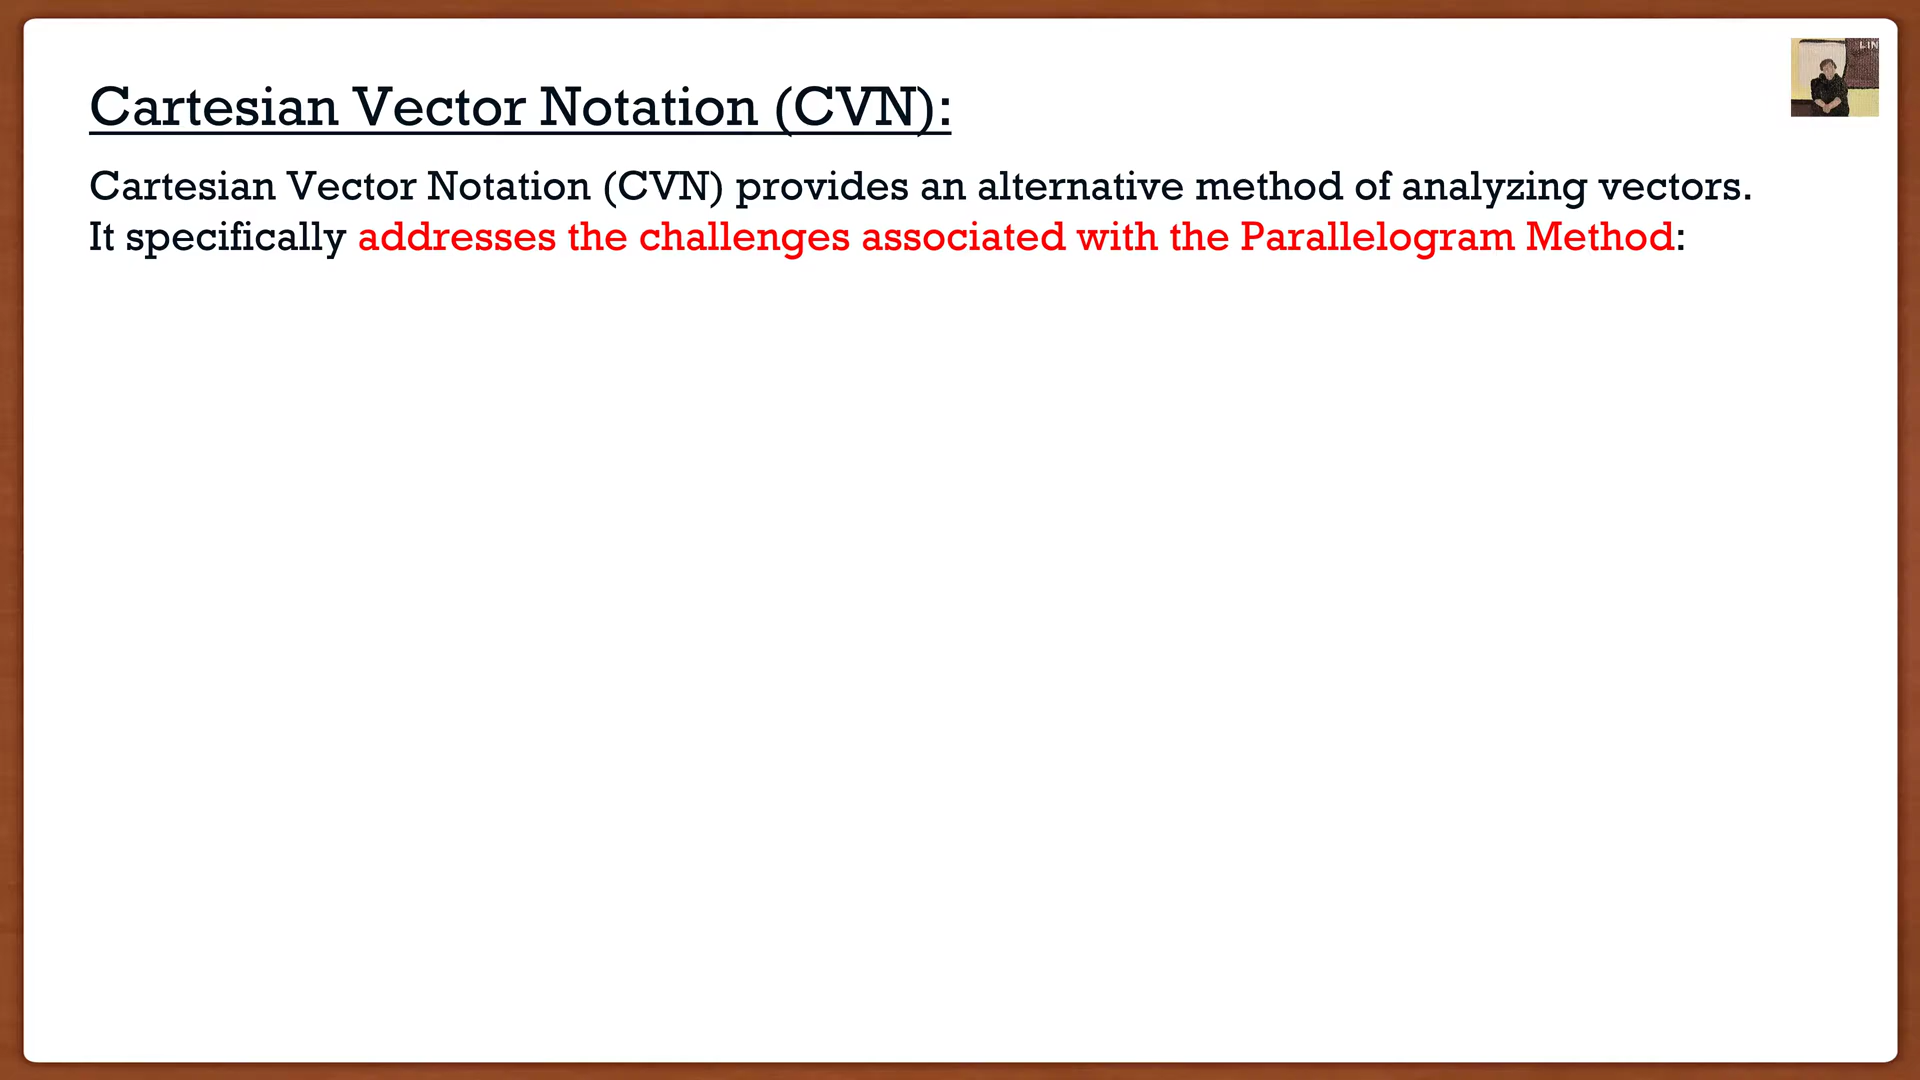 LIN
Cartesian Vector Notation (CVN):
Cartesian Vector Notation (CVN) provides an alternative method of analyzing vectors.
It specifically addresses the challenges associated with the Parallelogram Method: